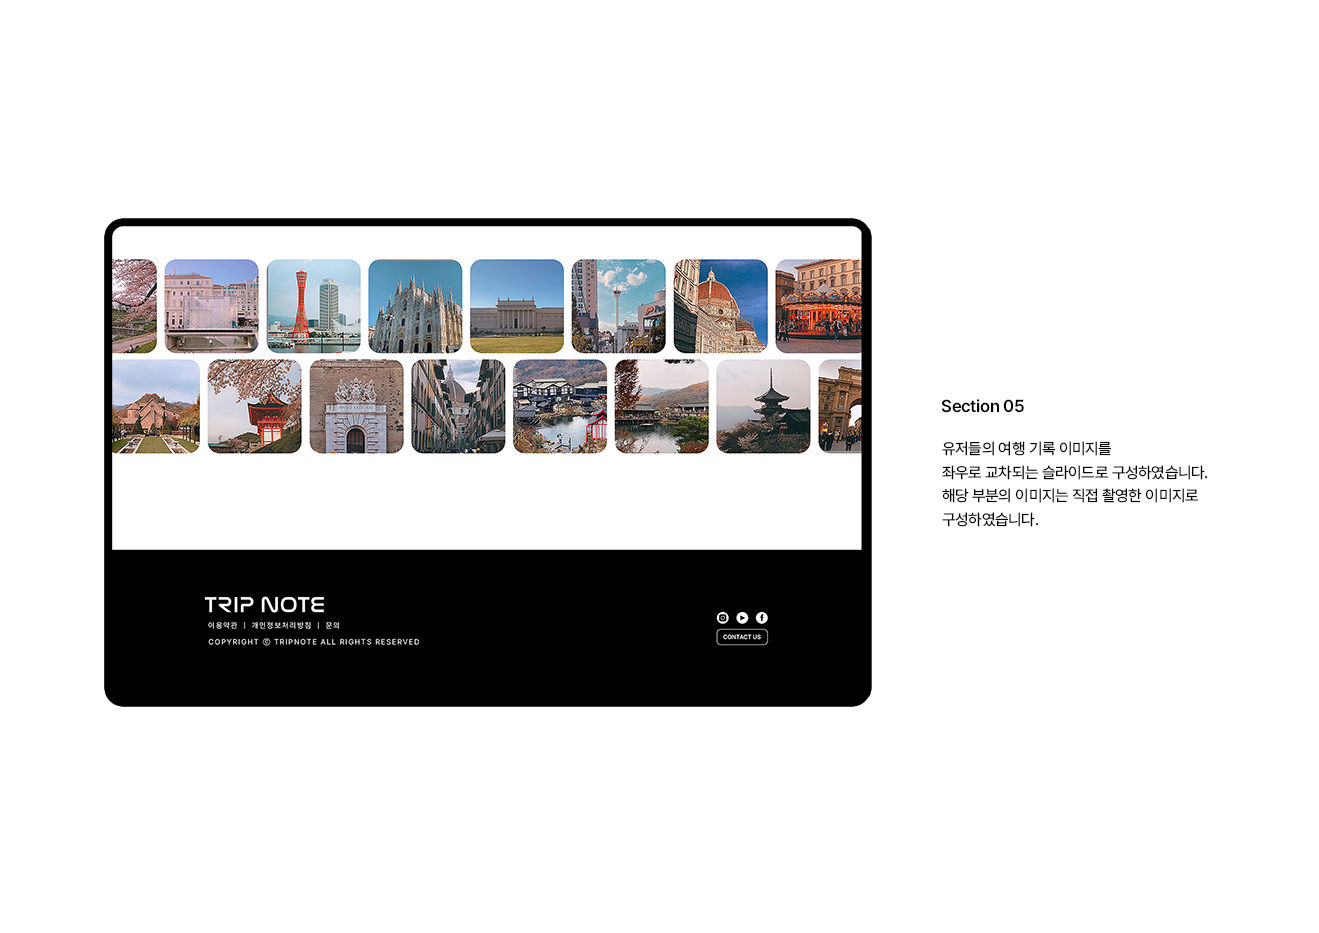 Section 05
유저들의 여행 기록 이미지를
좌우로 교차되는 슬라이드로 구성하였습니다.
해당 부분의 이미지는 직접 촬영한 이미지로
구성하였습니다.
TRIP NOTE
이용약관 | 개인정보처리방침 | 문의
COPYRIGHT ⓒ TRIPNOTE ALL RIGHTS RESERVED
CONTACT US